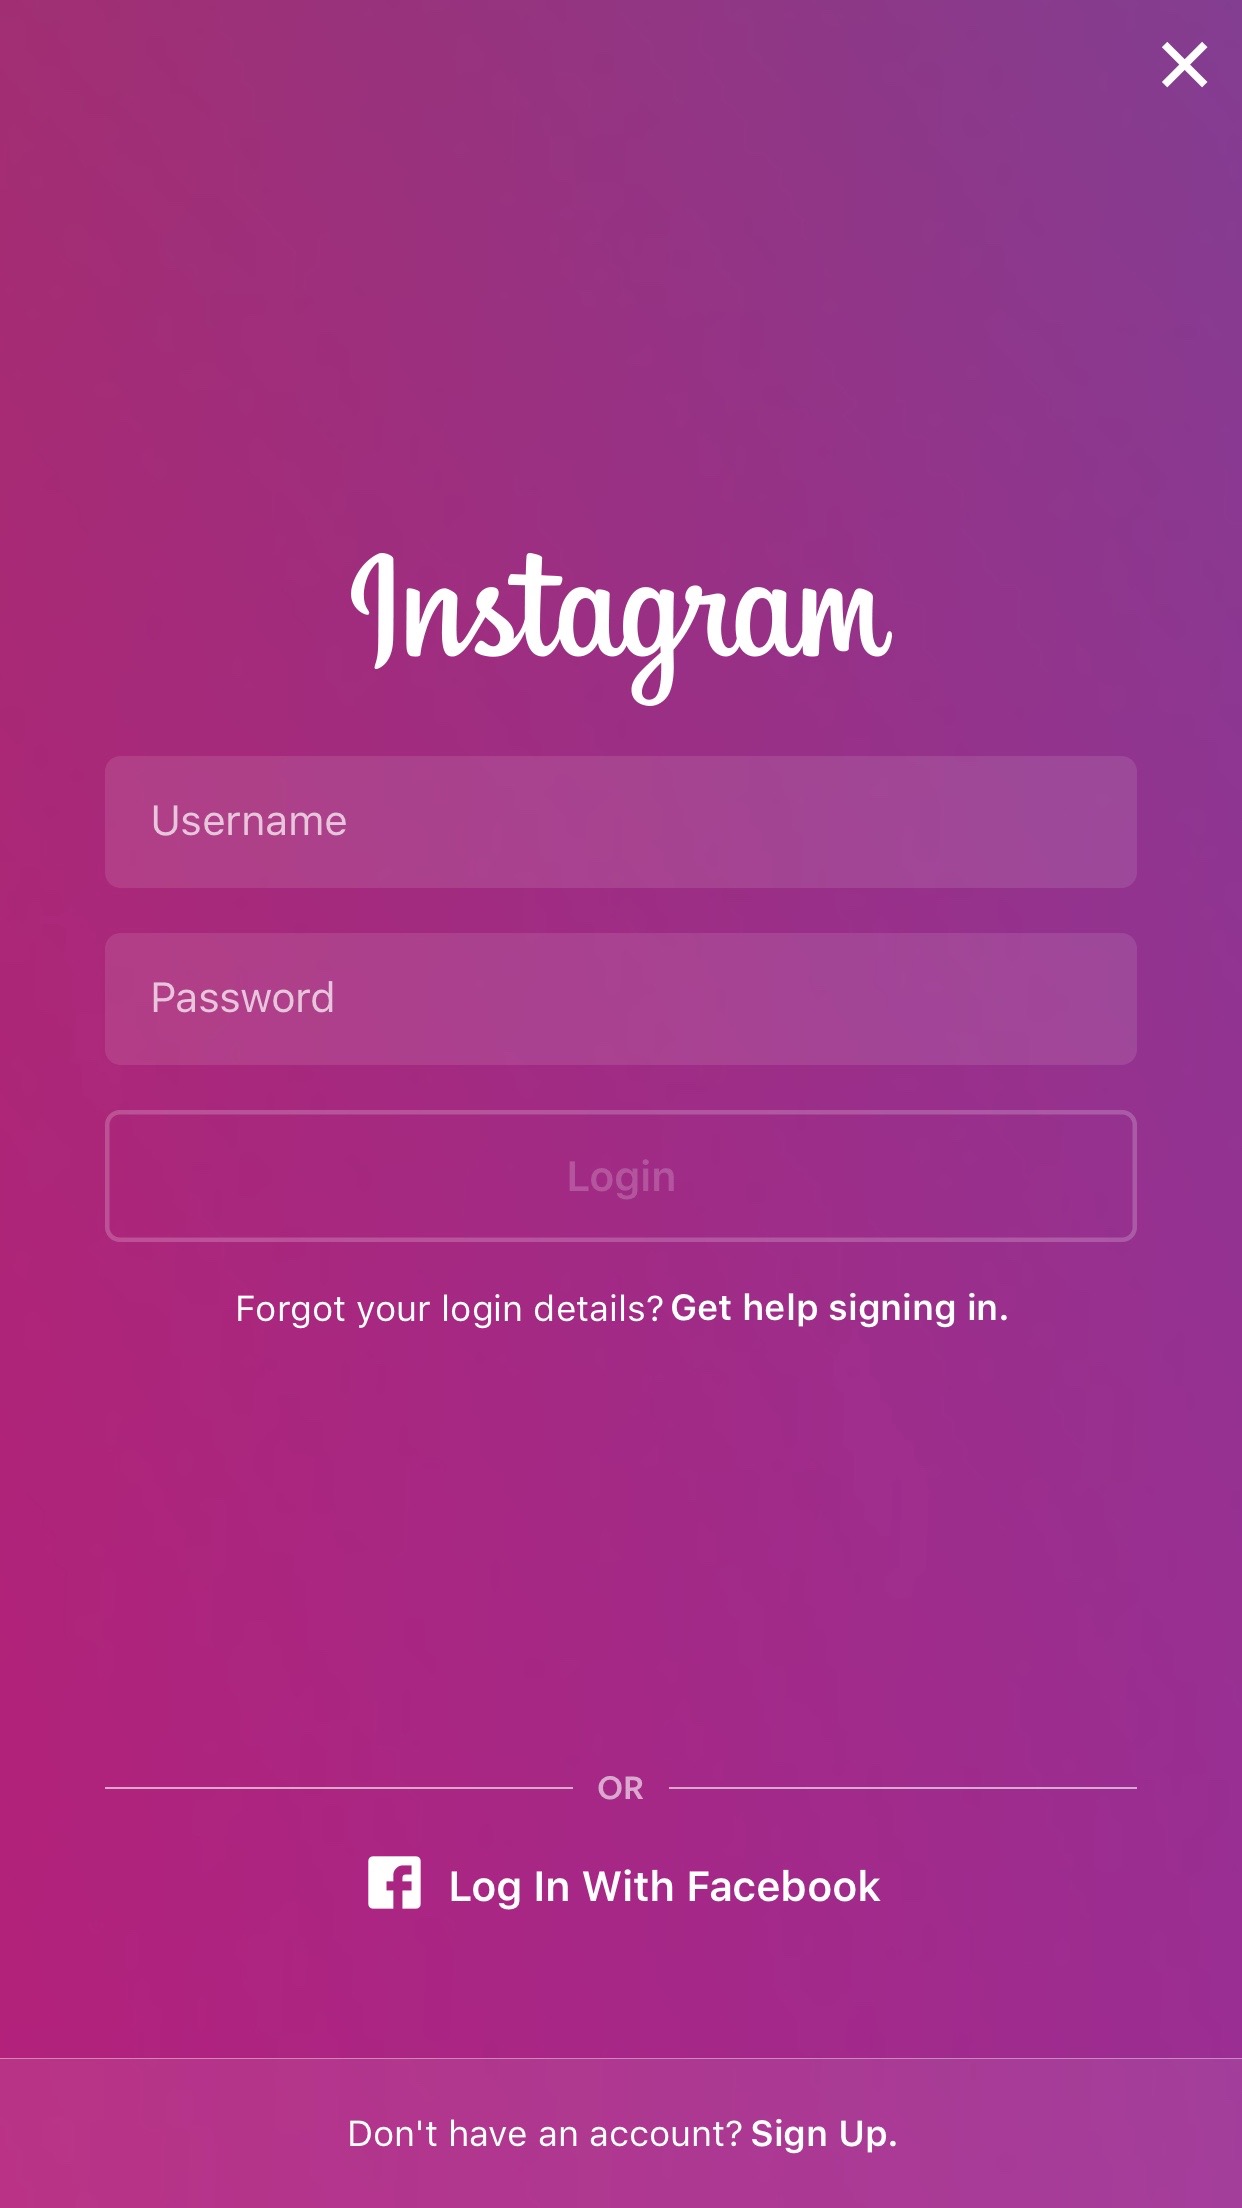 Instagram
Username
Password
Login
Forgot your login details? Get help signing in.
OR
Log In With Facebook
Don't have an account? Sign Up.